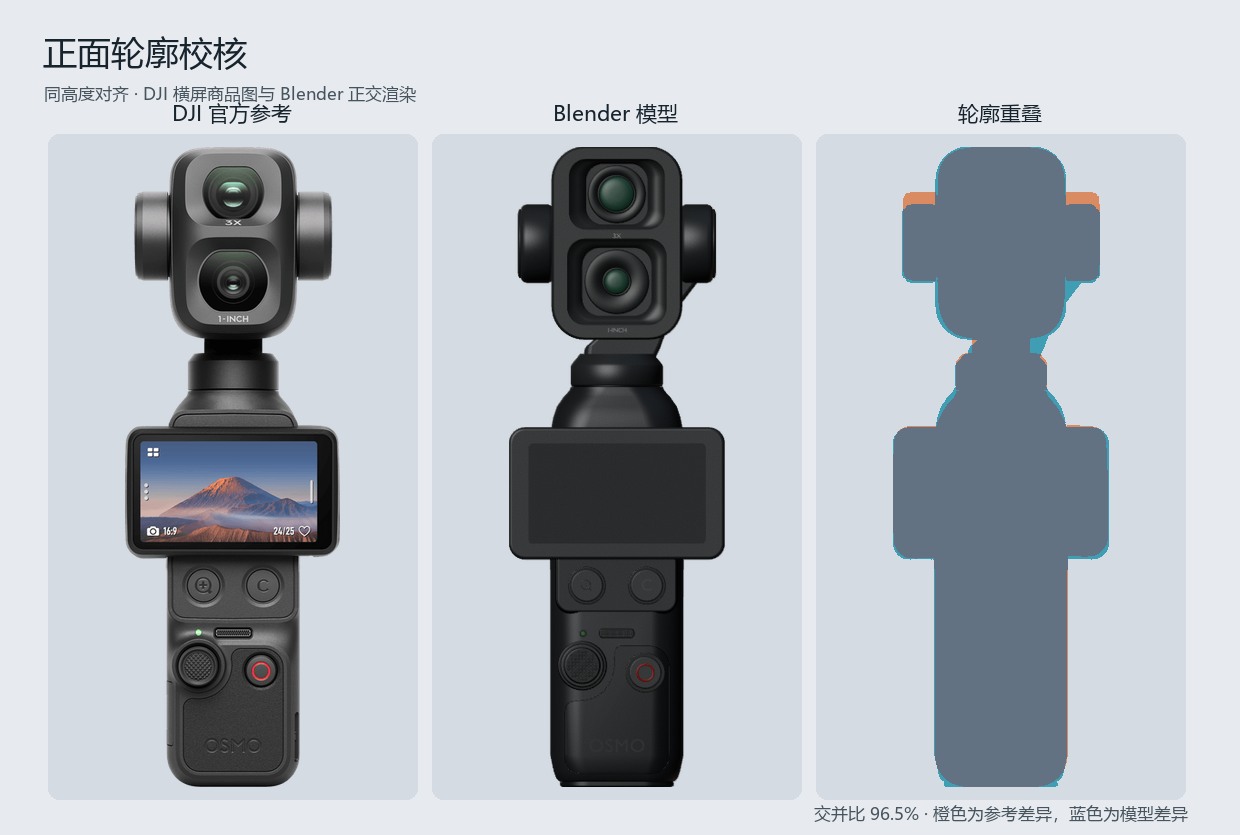 正面轮廓校核
同高度对齐 · DJI 横屏商品图与 Blender 正交渲染
DJI 官方参考
Blender 模型
轮廓重叠
3X
1-INCH
16:9
24/25
C
OSMO
3X
1-INCH
C
OSMO
交并比 96.5% · 橙色为参考差异，蓝色为模型差异